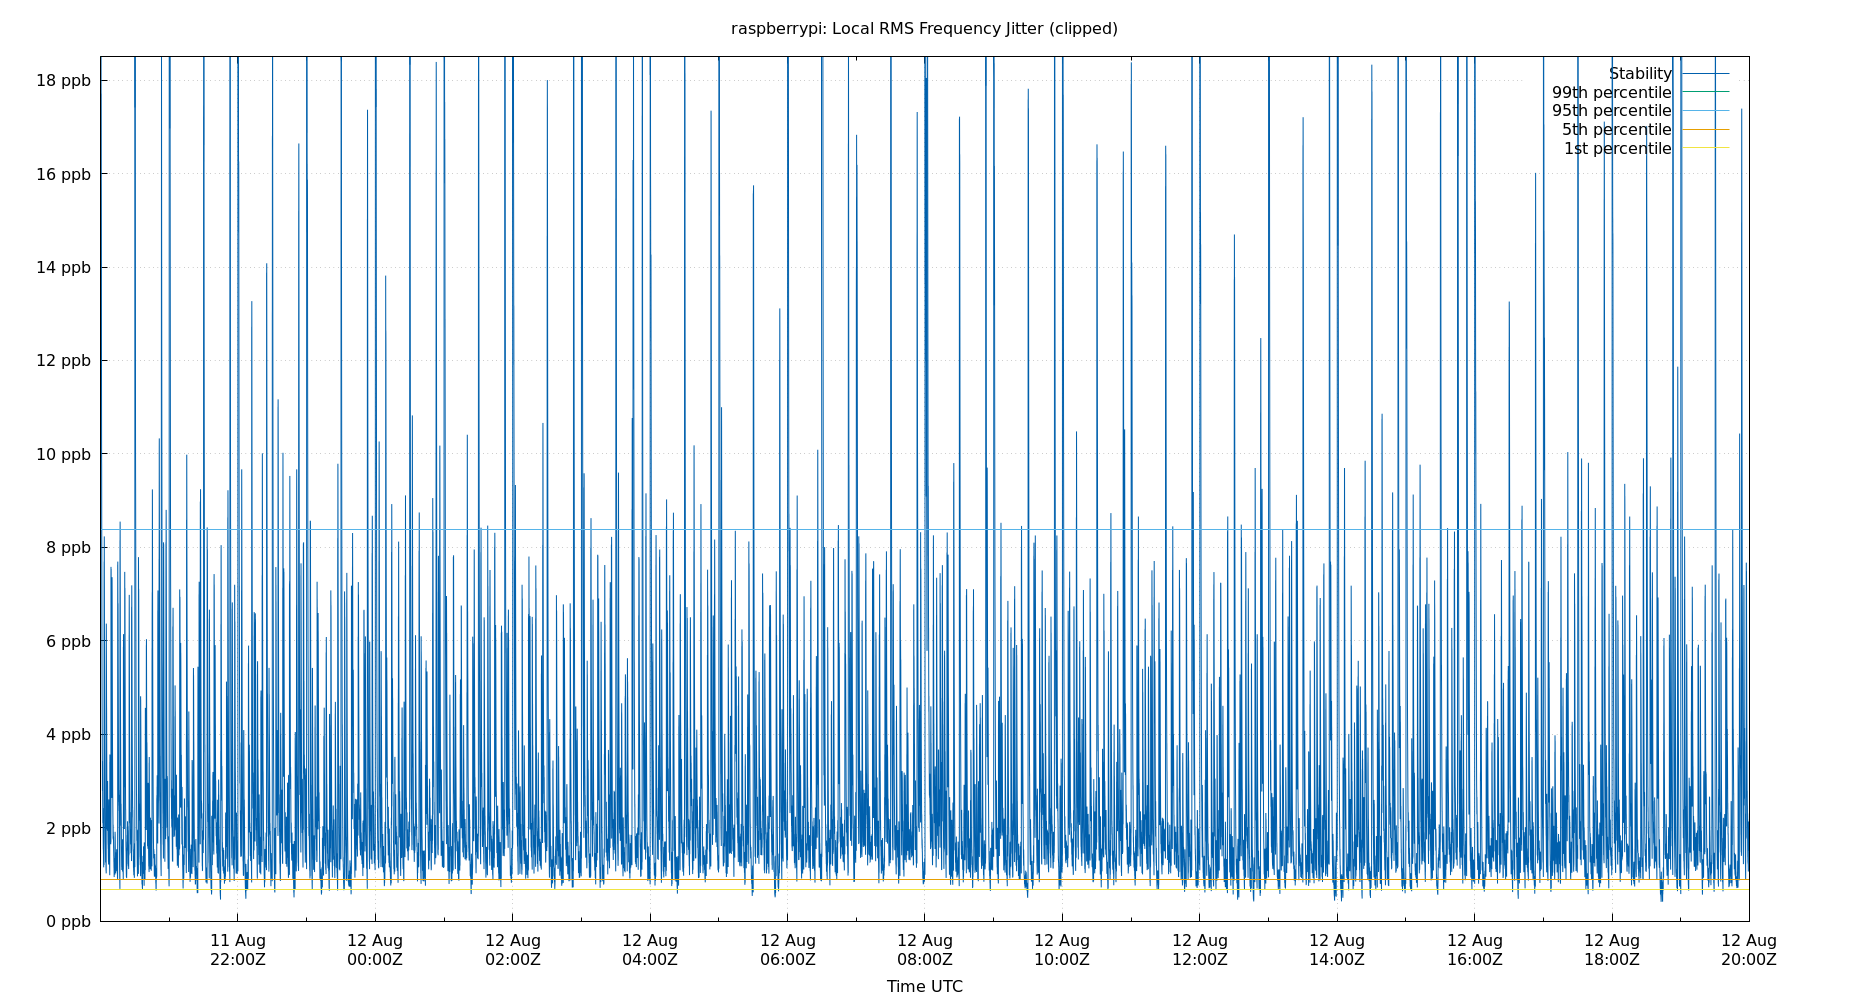 raspberrypi: Local RMS Frequency Jitter (clipped)
18 ppb
16 ppb
14 ppb
12 ppb
10 ppb
8 ppb
6 ppb
4 ppb
2 ppb
0 ppb
Stability
99th percentile
95th percentile
5th percentile
1st percentile
11 Aug 12 Aug 12 Aug 12 Aug 12 Aug 12 Aug 12 Aug 12 Aug 12 Aug 12 Aug 12 Aug 12 Aug
22:00Z 00:00Z 02:00Z 04:00Z 06:00Z 08:00Z 10:00Z 12:00Z 14:00Z 16:00Z 18:00Z 20:00Z
Time UTC